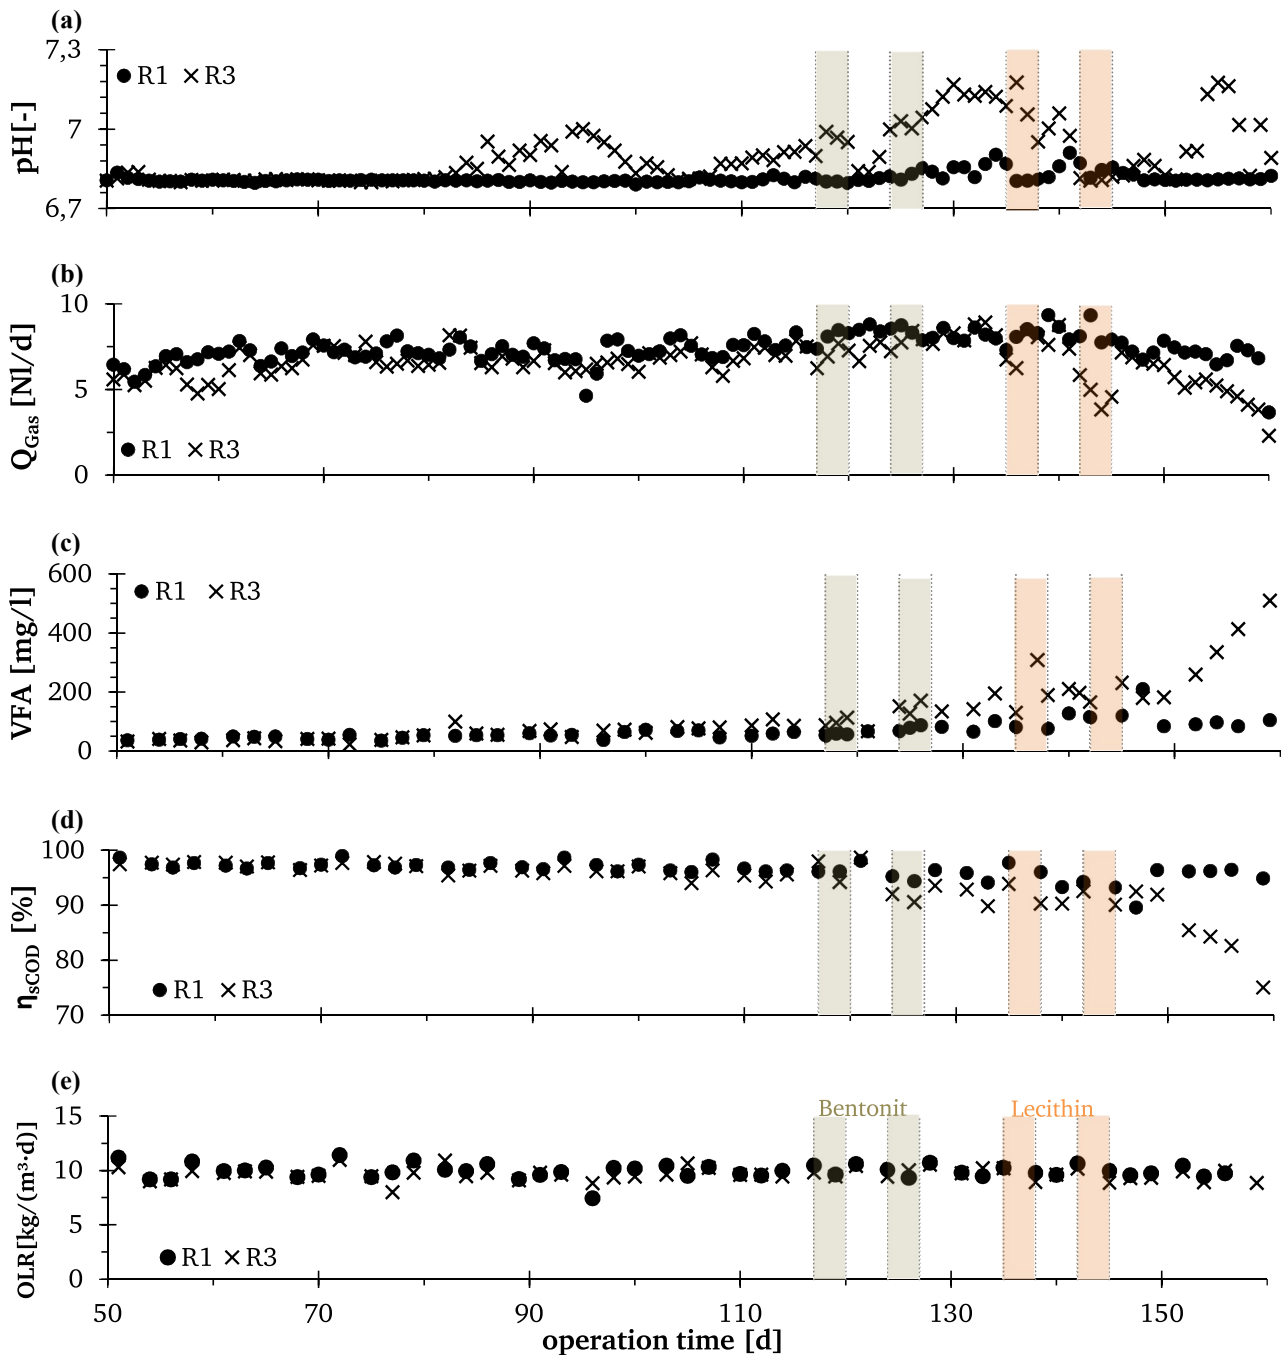 (a)
7,3
7
6,7
pH[-]
R1 R3
(b)
10
5
0
QGas [Nl/d]
R1 R3
(c)
600
400
200
0
VFA [mg/l]
R1 R3
(d)
100
90
80
70
ηsCOD [%]
R1 R3
(e)
Bentonit Lecithin
15
10
5
0
OLR[kg/(m³·d)]
R1 R3
50 70 90 110 130 150
operation time [d]